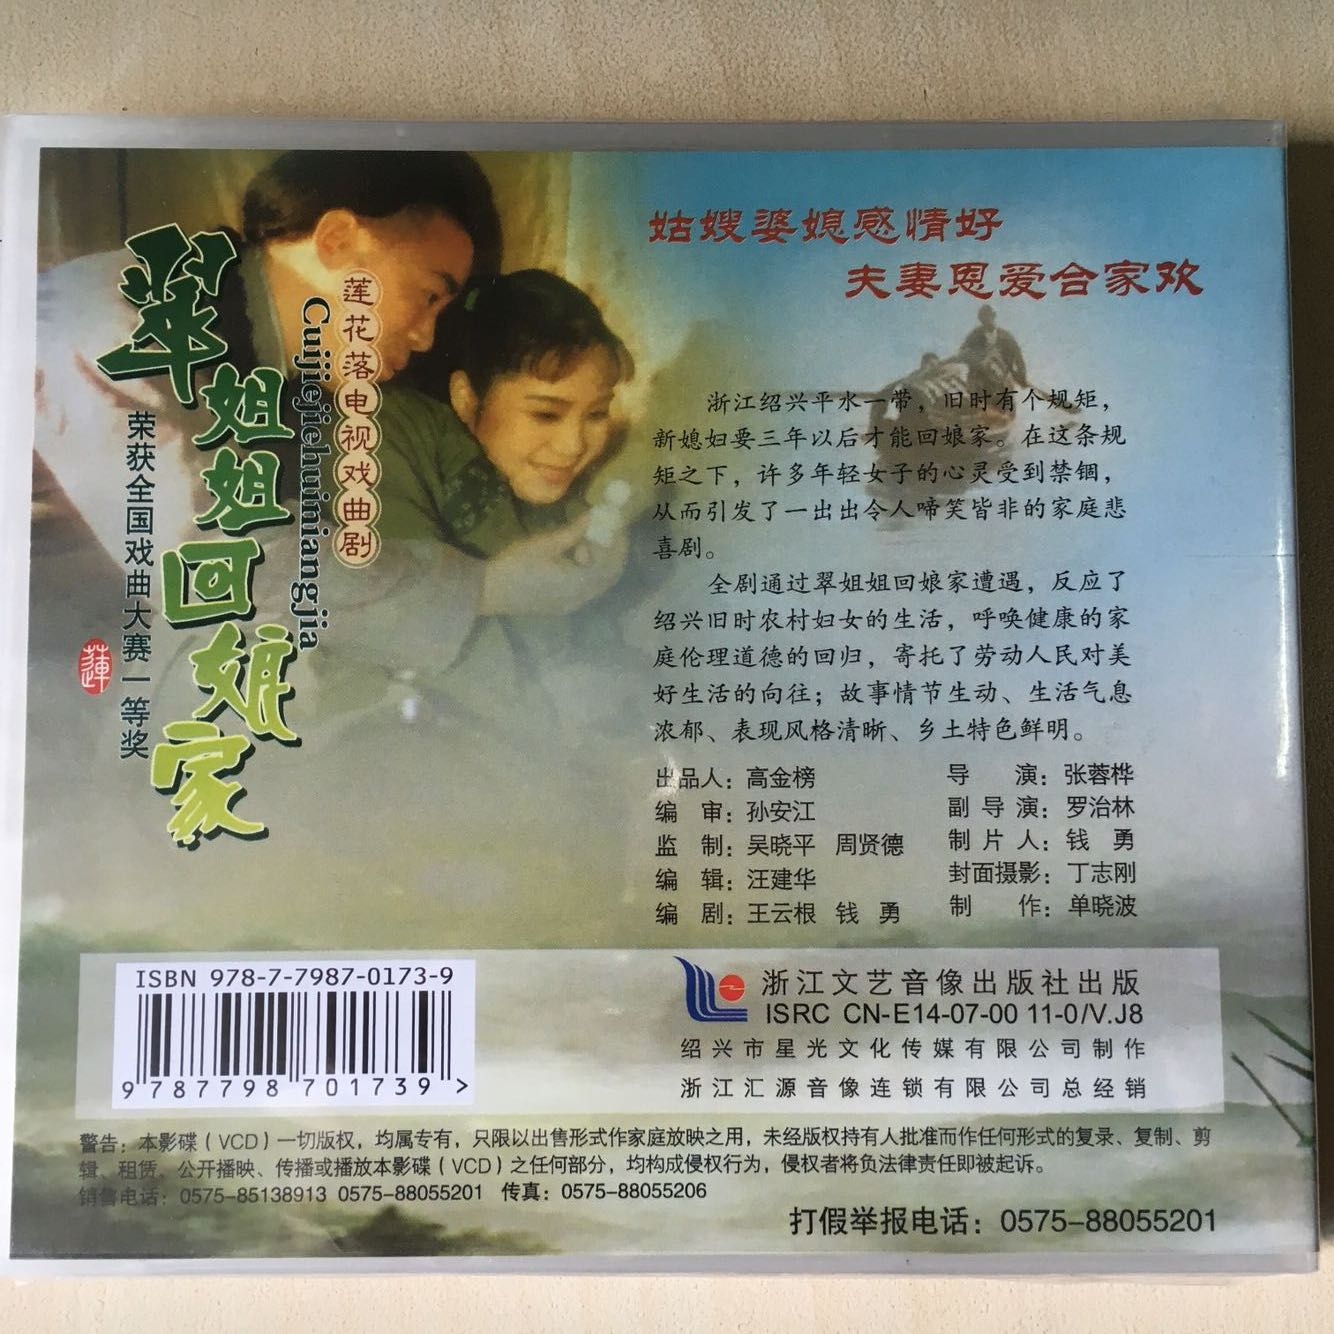 翠姐姐回娘家
Cuijiejiehuiniangjia
莲花落电视戏曲剧
荣获全国戏曲大赛一等奖
莲
姑嫂婆媳感情好
夫妻恩爱合家欢
浙江绍兴平水一带，旧时有个规矩，
新媳妇要三年以后才能回娘家。在这条规
矩之下，许多年轻女子的心灵受到禁锢，
从而引发了一出出令人啼笑皆非的家庭悲
喜剧。
全剧通过翠姐姐回娘家遭遇，反应了
绍兴旧时农村妇女的生活，呼唤健康的家
庭伦理道德的回归，寄托了劳动人民对美
好生活的向往；故事情节生动、生活气息
浓郁、表现风格清晰、乡土特色鲜明。
出品人：高金榜
编 审：孙安江
监 制：吴晓平 周贤德
编 辑：汪建华
编 剧：王云根 钱 勇
导 演：张蓉桦
副 导 演：罗治林
制 片 人：钱 勇
封面摄影：丁志刚
制 作：单晓波
ISBN 978-7-7987-0173-9
9 787798 701739 >
浙江文艺音像出版社出版
ISRC CN-E14-07-00 11-0/V.J8
绍兴市星光文化传媒有限公司制作
浙江汇源音像连锁有限公司总经销
警告：本影碟（VCD）一切版权，均属专有，只限以出售形式作家庭放映之用，未经版权持有人批准而作任何形式的复录、复制、剪
辑、租赁、公开播映、传播或播放本影碟（VCD）之任何部分，均构成侵权行为，侵权者将负法律责任即被起诉。
销售电话：0575-85138913 0575-88055201 传真：0575-88055206
打假举报电话：0575-88055201